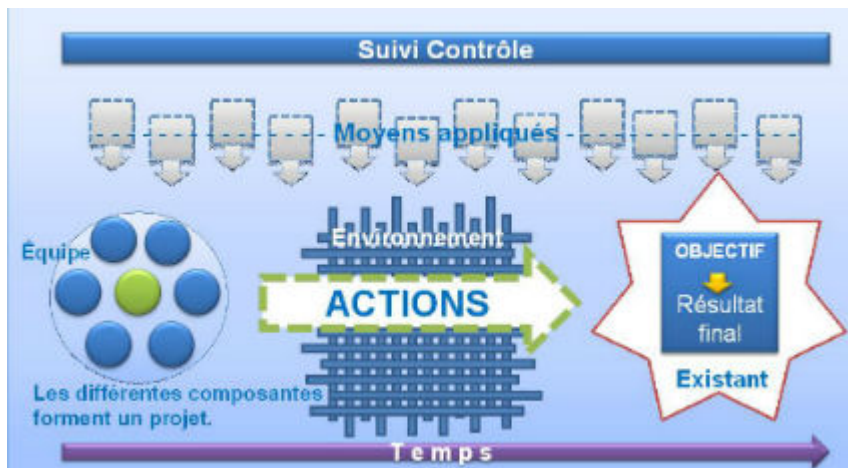 Suivi Contrôle
Moyens appliqués
Équipe
Environnement
ACTIONS
OBJECTIF
Résultat
final
Existant
Les différentes composantes
forment un projet.
Temps